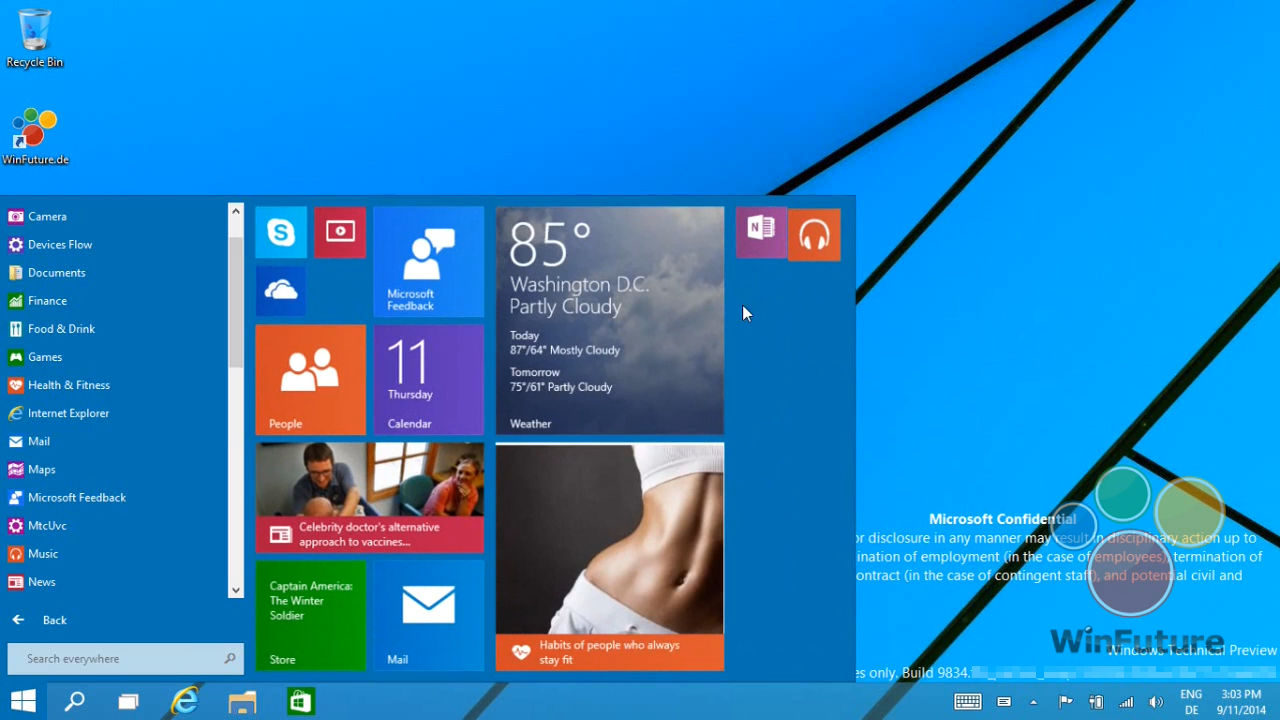 Recycle Bin
WinFuture.de
Camera
Devices Flow
Documents
Finance
Food & Drink
Games
Health & Fitness
Internet Explorer
Mail
Maps
Microsoft Feedback
MtcUvc
Music
News
Back
Search everywhere
Microsoft
Feedback
People
11
Thursday
Calendar
85°
Washington D.C.
Partly Cloudy
Today
87°/64° Mostly Cloudy
Tomorrow
75°/61° Partly Cloudy
Weather
Celebrity doctor's alternative
approach to vaccines...
Captain America:
The Winter
Soldier
Store
Mail
Habits of people who always
stay fit
Microsoft Confidential
or disclosure in any manner may result in disciplinary action up to
ination of employment (in the case of employees), termination of
ontract (in the case of contingent staff), and potential civil and
WinFuture
Windows Technical Preview
es only. Build 9834.
ENG
DE
3:03 PM
9/11/2014